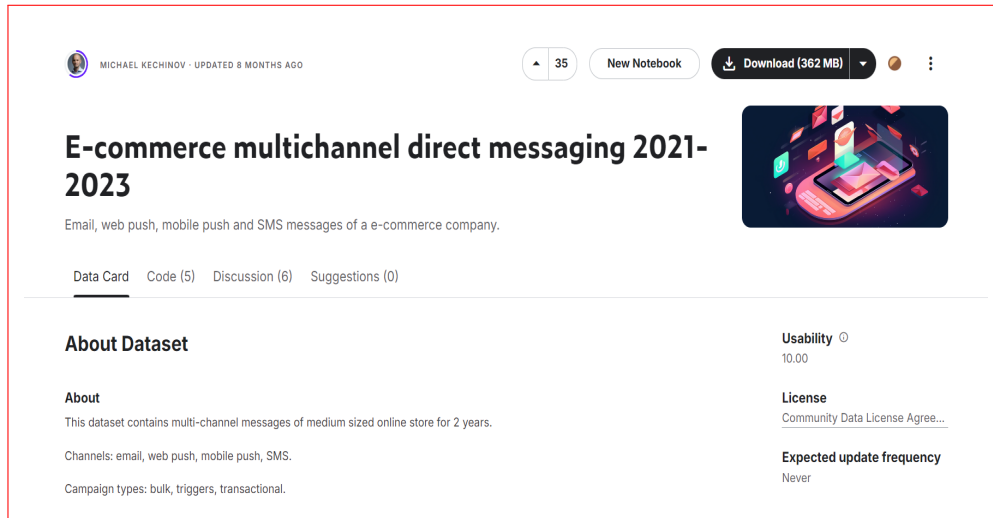 MICHAEL KECHINOV · UPDATED 8 MONTHS AGO
35
New Notebook
Download (362 MB)
E-commerce multichannel direct messaging 2021-
2023
Email, web push, mobile push and SMS messages of a e-commerce company.
Data Card
Code (5)
Discussion (6)
Suggestions (0)
About Dataset
About
This dataset contains multi-channel messages of medium sized online store for 2 years.
Channels: email, web push, mobile push, SMS.
Campaign types: bulk, triggers, transactional.
Usability
10.00
License
Community Data License Agree...
Expected update frequency
Never